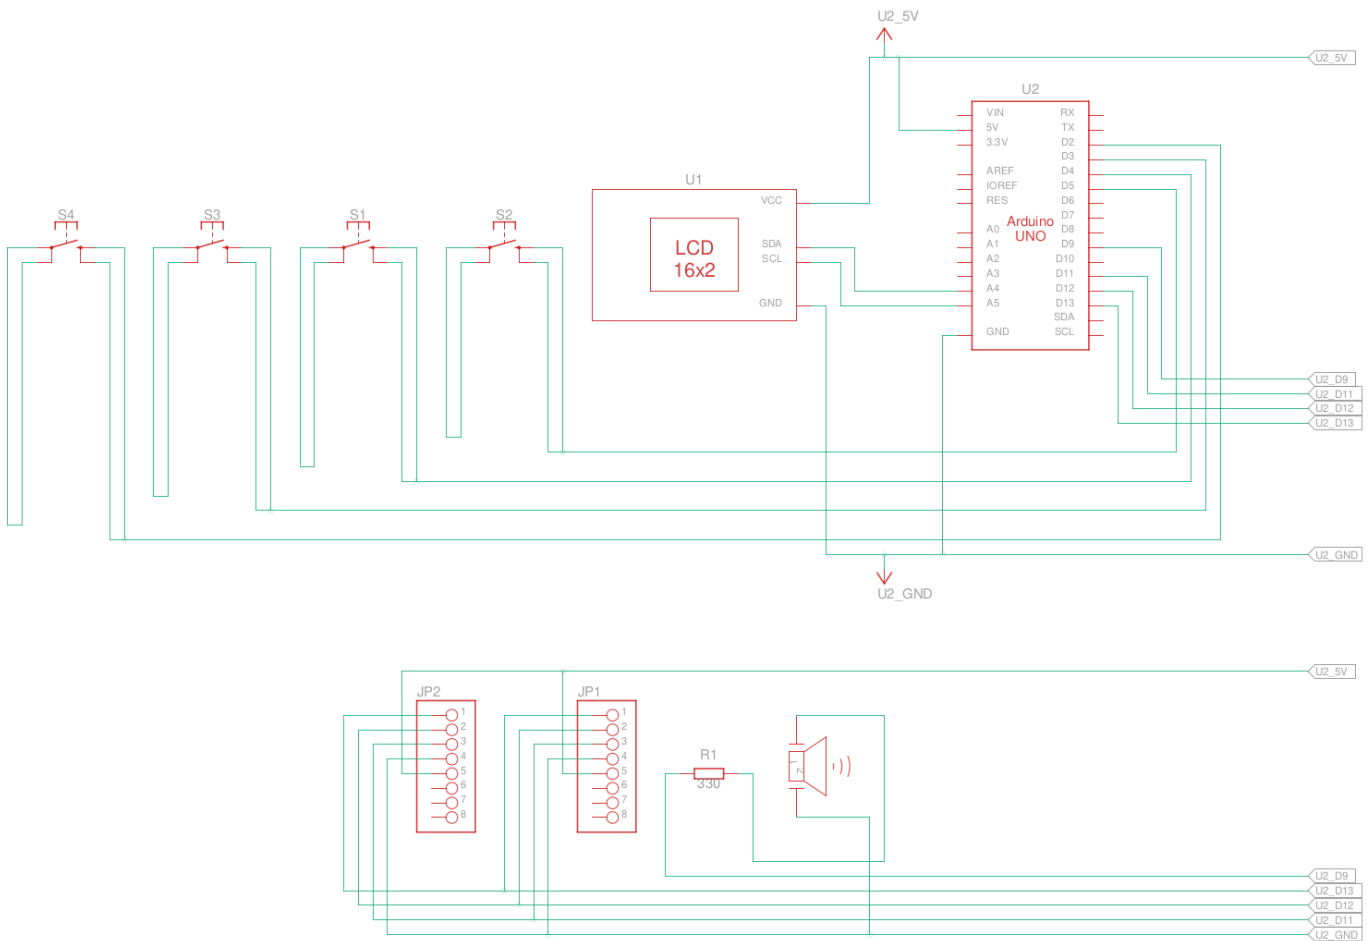 U2_5V
U2_5V
U2
VIN
5V
3.3V
AREF
IOREF
RES
A0
A1
A2
A3
A4
A5
GND
Arduino
UNO
RX
TX
D2
D3
D4
D5
D6
D7
D8
D9
D10
D11
D12
D13
SDA
SCL
U1
VCC
SDA
SCL
GND
LCD
16x2
S4
S3
S1
S2
U2_D9
U2_D11
U2_D12
U2_D13
U2_GND
U2_GND
U2_5V
JP2
1
2
3
4
5
6
7
8
JP1
1
2
3
4
5
6
7
8
R1
330
1
2
U2_D9
U2_D13
U2_D12
U2_D11
U2_GND